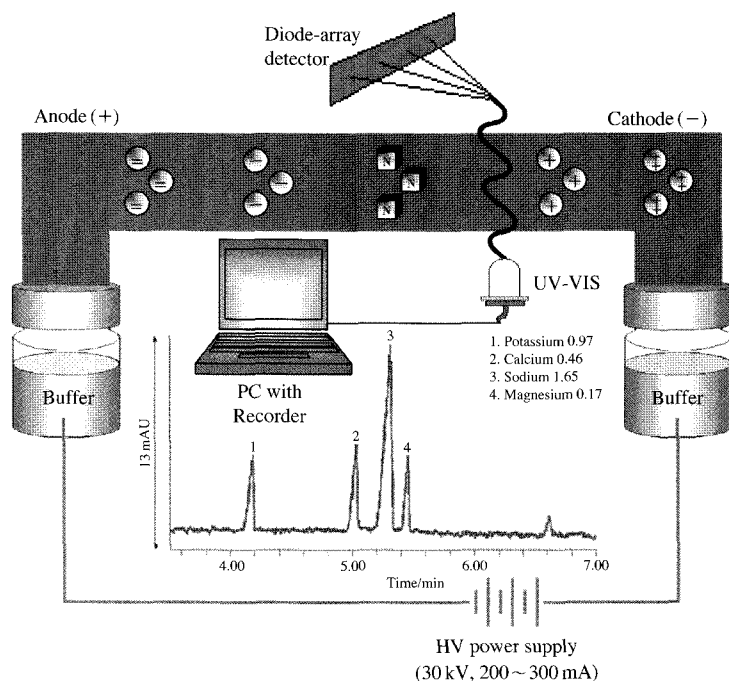 Diode-array
detector
Anode (+)
Cathode (−)
= = =
− − −
N N N
+ + +
UV-VIS
1. Potassium 0.97
2. Calcium 0.46
3. Sodium 1.65
4. Magnesium 0.17
Buffer
PC with
Recorder
Buffer
13 mAU
1
2
3
4
4.00 5.00 6.00 7.00
Time/min
HV power supply
(30 kV, 200~300 mA)